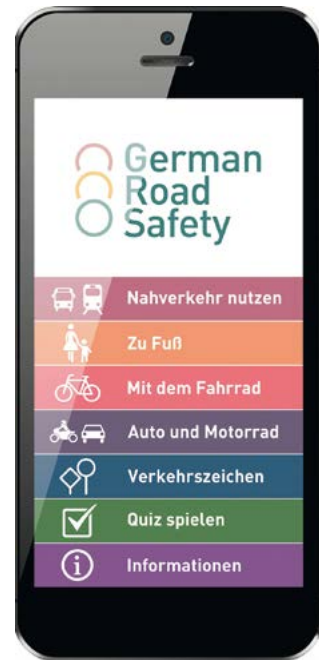 German
Road
Safety
Nahverkehr nutzen
Zu Fuß
Mit dem Fahrrad
Auto und Motorrad
Verkehrszeichen
Quiz spielen
Informationen